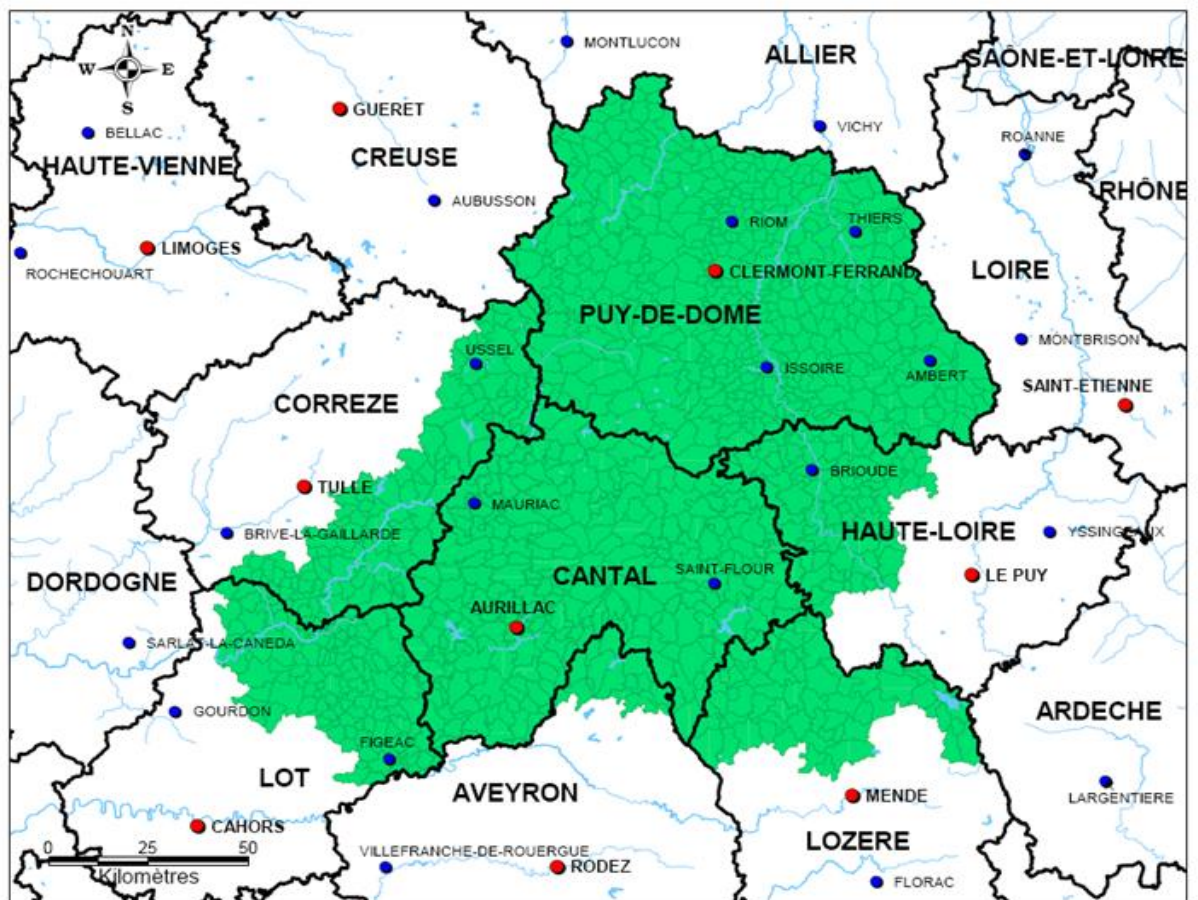 N
W E
S
MONTLUCON
ALLIER
SAÔNE-ET-LOIRE
GUERET
BELLAC
VICHY
ROANNE
HAUTE-VIENNE
CREUSE
RHÔNE
AUBUSSON
RIOM
THIERS
LIMOGES
ROCHECHOUART
CLERMONT-FERRAND
LOIRE
PUY-DE-DOME
MONTBRISON
USSEL
ISSOIRE
AMBERT
SAINT-ETIENNE
CORREZE
BRIOUDE
TULLE
MAURIAC
BRIVE-LA-GAILLARDE
HAUTE-LOIRE
YSSINGEAUX
DORDOGNE
CANTAL
SAINT-FLOUR
LE PUY
AURILLAC
SARLAT-LA-CANEDA
GOURDON
ARDECHE
FIGEAC
LOT
AVEYRON
MENDE
LARGENTIERE
CAHORS
LOZERE
0 25 50
Kilomètres
VILLEFRANCHE-DE-ROUERGUE
RODEZ
FLORAC